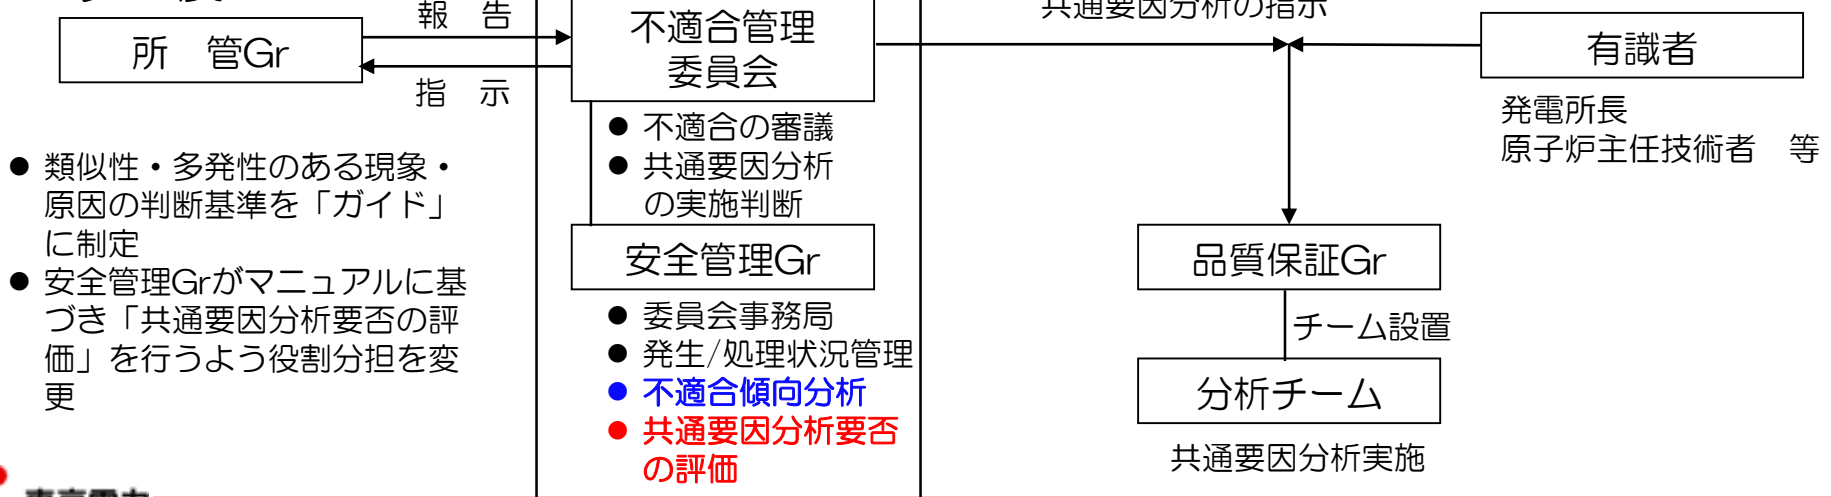 報　告
所　管Gr
指　示
● 類似性・多発性のある現象・
原因の判断基準を「ガイド」
に制定
● 安全管理Grがマニュアルに基
づき「共通要因分析要否の評
価」を行うよう役割分担を変
更
不適合管理
委員会
● 不適合の審議
● 共通要因分析
の実施判断
安全管理Gr
● 委員会事務局
● 発生/処理状況管理
● 不適合傾向分析
● 共通要因分析要否
の評価
共通要因分析の指示
有識者
発電所長
原子炉主任技術者　等
品質保証Gr
チーム設置
分析チーム
共通要因分析実施
東京電力